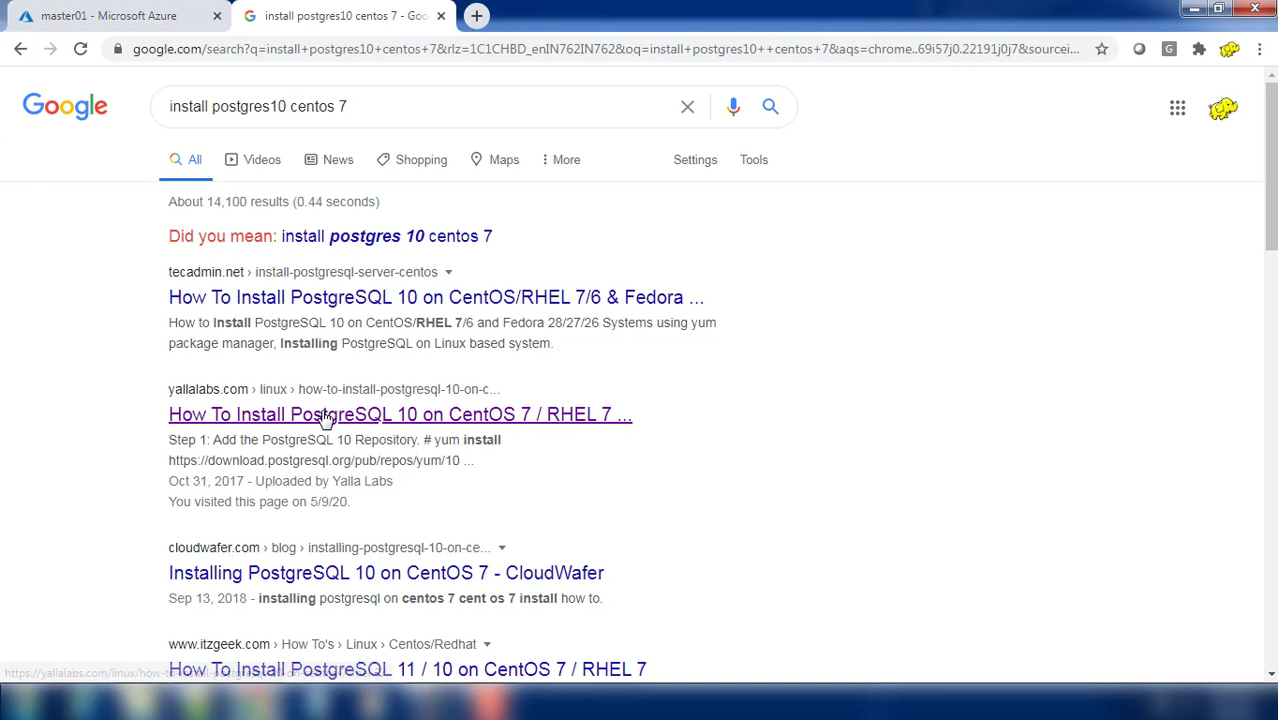 master01 - Microsoft Azure
install postgres10 centos 7 - Goo
google.com/search?q=install+postgres10+centos+7&rlz=1C1CHBD_enIN762IN762&oq=install+postgres10++centos+7&aqs=chrome..69i57j0.22191j0j7&sourcei...
Google
install postgres10 centos 7
All
Videos
News
Shopping
Maps
More
Settings
Tools
About 14,100 results (0.44 seconds)
Did you mean: install postgres 10 centos 7
tecadmin.net › install-postgresql-server-centos
How To Install PostgreSQL 10 on CentOS/RHEL 7/6 & Fedora ...
How to Install PostgreSQL 10 on CentOS/RHEL 7/6 and Fedora 28/27/26 Systems using yum
package manager, Installing PostgreSQL on Linux based system.
yallalabs.com › linux › how-to-install-postgresql-10-on-c...
How To Install PostgreSQL 10 on CentOS 7 / RHEL 7 ...
Step 1: Add the PostgreSQL 10 Repository. # yum install
https://download.postgresql.org/pub/repos/yum/10 ...
Oct 31, 2017 - Uploaded by Yalla Labs
You visited this page on 5/9/20.
cloudwafer.com › blog › installing-postgresql-10-on-ce...
Installing PostgreSQL 10 on CentOS 7 - CloudWafer
Sep 13, 2018 - installing postgresql on centos 7 cent os 7 install how to.
www.itzgeek.com › How To's › Linux › Centos/Redhat
How To Install PostgreSQL 11 / 10 on CentOS 7 / RHEL 7